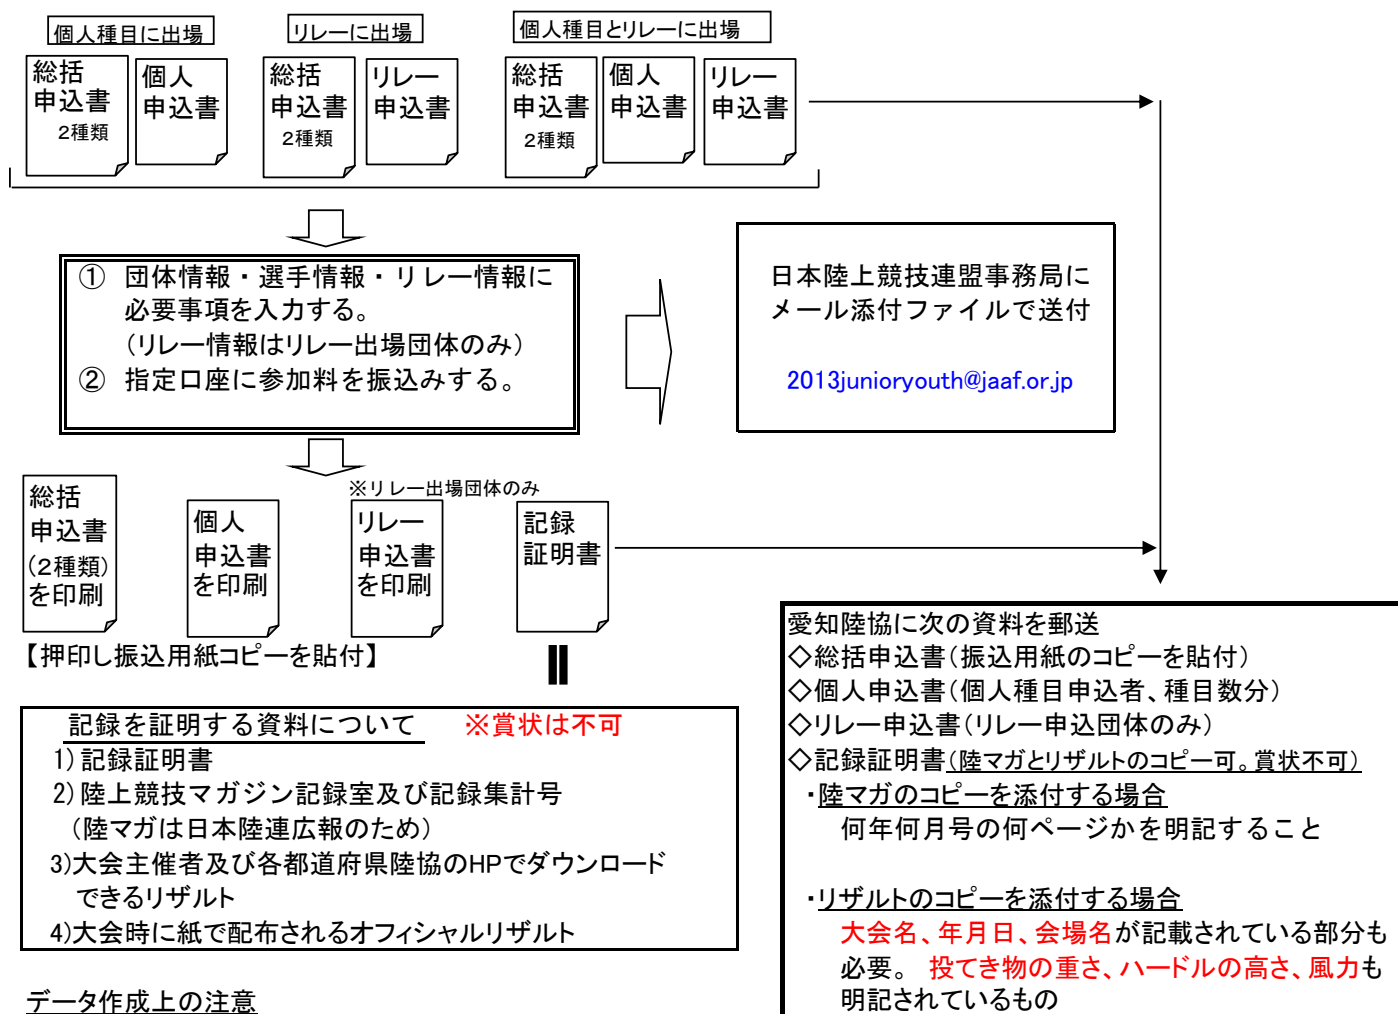 個人種目に出場
リレーに出場
個人種目とリレーに出場
総括
申込書
2種類
個人
申込書
総括
申込書
2種類
リレー
申込書
総括
申込書
2種類
個人
申込書
リレー
申込書
① 団体情報・選手情報・リレー情報に
必要事項を入力する。
(リレー情報はリレー出場団体のみ)
② 指定口座に参加料を振込みする。
日本陸上競技連盟事務局に
メール添付ファイルで送付
2013junioryouth@jaaf.or.jp
※リレー出場団体のみ
総括
申込書
(2種類)
を印刷
個人
申込書
を印刷
リレー
申込書
を印刷
記録
証明書
【押印し振込用紙コピーを貼付】
記録を証明する資料について ※賞状は不可
1)記録証明書
2)陸上競技マガジン記録室及び記録集計号
(陸マガは日本陸連広報のため)
3)大会主催者及び各都道府県陸協のHPでダウンロード
できるリザルト
4)大会時に紙で配布されるオフィシャルリザルト
データ作成上の注意
愛知陸協に次の資料を郵送
◇総括申込書(振込用紙のコピーを貼付)
◇個人申込書(個人種目申込者、種目数分)
◇リレー申込書(リレー申込団体のみ)
◇記録証明書(陸マガとリザルトのコピー可。賞状不可)
・陸マガのコピーを添付する場合
何年何月号の何ページかを明記すること
・リザルトのコピーを添付する場合
大会名、年月日、会場名が記載されている部分も
必要。 投てき物の重さ、ハードルの高さ、風力も
明記されているもの